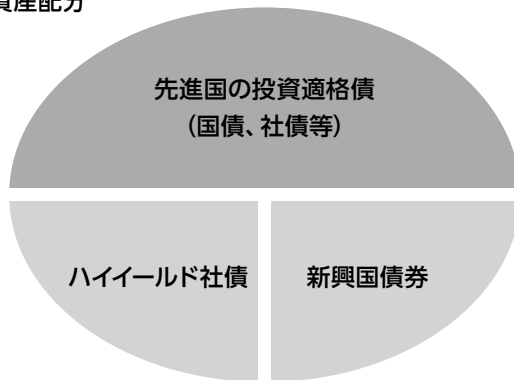 資産配分
先進国の投資適格債
（国債、社債等）
ハイイールド社債
新興国債券